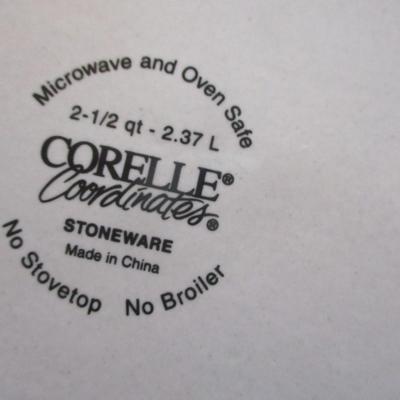 Microwave and Oven Safe
2-1/2 qt - 2.37 L
CORELLE®
Coordinates®
STONEWARE
Made in China
No Stovetop No Broiler